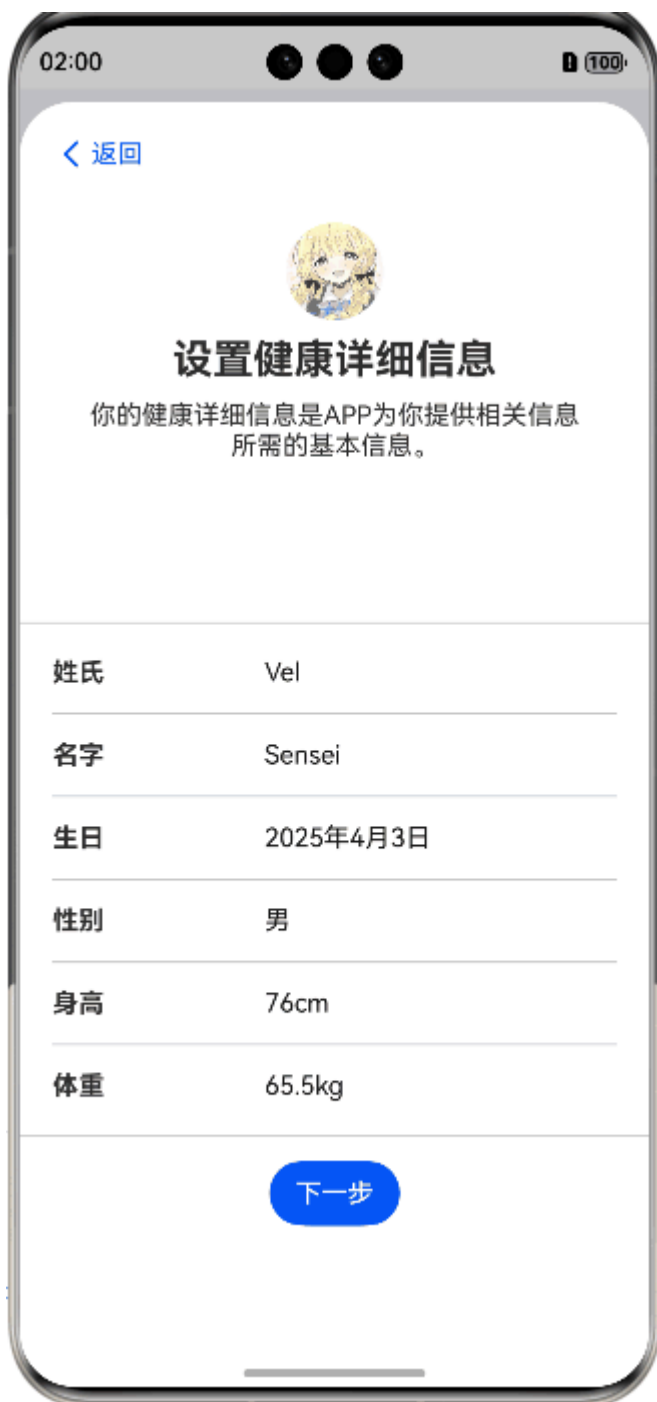 02:00
100
返回
设置健康详细信息
你的健康详细信息是APP为你提供相关信息
所需的基本信息。
姓氏 Vel
名字 Sensei
生日 2025年4月3日
性别 男
身高 76cm
体重 65.5kg
下一步